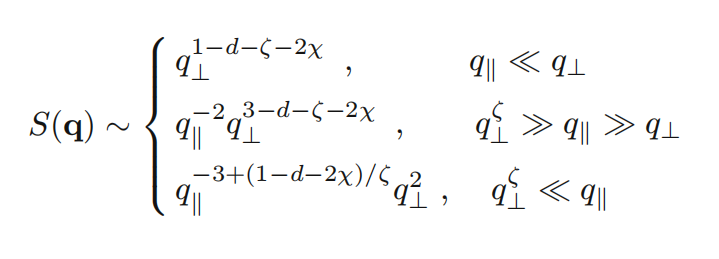 q_⊥^{1−d−ζ−2χ} , q_∥ ≪ q_⊥
S(𝐪) ∼ { q_∥^{−2} q_⊥^{3−d−ζ−2χ} , q_⊥^ζ ≫ q_∥ ≫ q_⊥
q_∥^{−3+(1−d−2χ)/ζ} q_⊥^2 , q_⊥^ζ ≪ q_∥